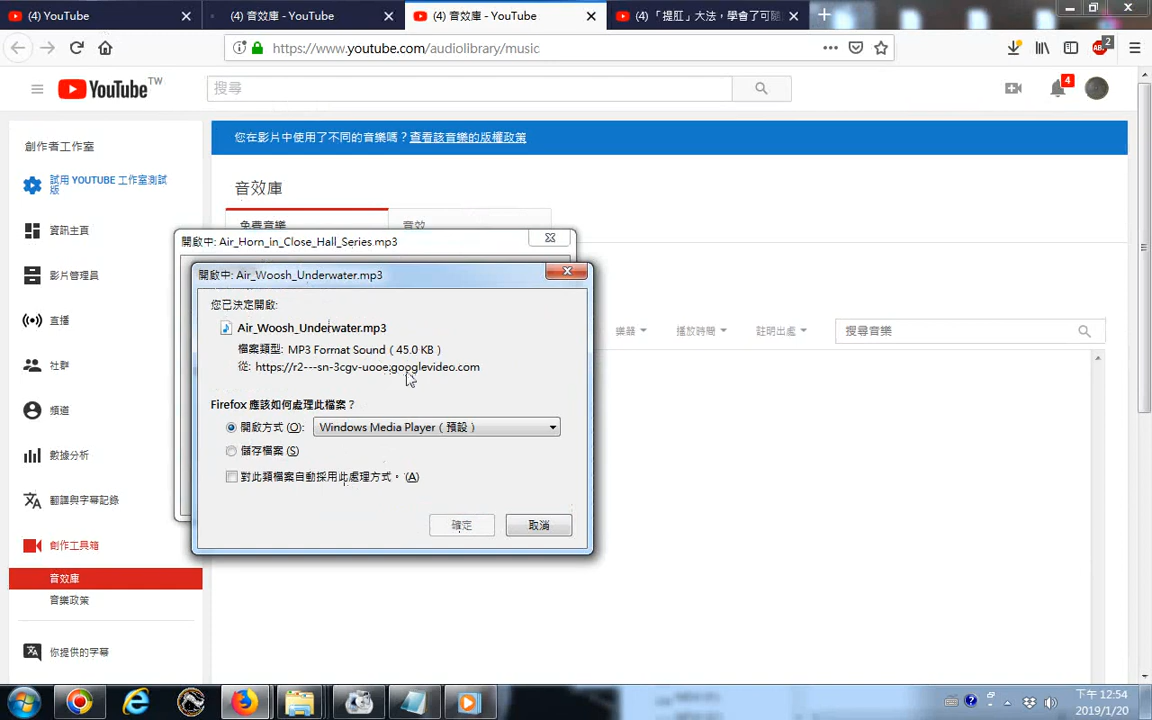 (4) YouTube
(4) 音效庫 - YouTube
(4) 音效庫 - YouTube
(4) 「提肛」大法，學會了可
https://www.youtube.com/audiolibrary/music
ABP
2
YouTube
TW
搜尋
4
創作者工作室
您在影片中使用了不同的音樂嗎？查看該音樂的版權政策
試用 YOUTUBE 工作室測試版
音效庫
免費音樂
音效
資訊主頁
開啟中: Air_Horn_in_Close_Hall_Series.mp3
開啟中: Air_Woosh_Underwater.mp3
影片管理員
您已決定開啟:
直播
Air_Woosh_Underwater.mp3
樂器
播放時間
註明出處
搜尋音樂
檔案類型: MP3 Format Sound ( 45.0 KB )
社群
從: https://r2---sn-3cgv-uooe.googlevideo.com
Firefox 應該如何處理此檔案？
頻道
開啟方式 (O):
Windows Media Player ( 預設 )
儲存檔案 (S)
數據分析
對此類檔案自動採用此處理方式。 (A)
翻譯與字幕記錄
確定
取消
創作工具箱
音效庫
音樂政策
你提供的字幕
下午 12:54
2019/1/20